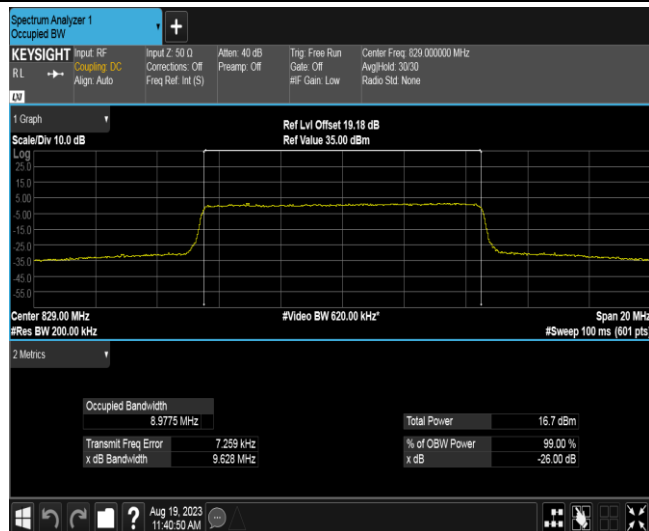 Spectrum Analyzer 1
Occupied BW
KEYSIGHT
RL
Input: RF
Coupling: DC
Align: Auto
Input Z: 50 Ω
Corrections: Off
Freq Ref: Int (S)
Atten: 40 dB
Preamp: Off
Trig: Free Run
Gate: Off
#IF Gain: Low
Center Freq: 829.000000 MHz
Avg|Hold: 30/30
Radio Std: None
1 Graph
Scale/Div 10.0 dB
Ref Lvl Offset 19.18 dB
Ref Value 35.00 dBm
Log
25.0
15.0
5.00
-5.00
-15.0
-25.0
-35.0
-45.0
-55.0
Center 829.00 MHz
#Res BW 200.00 kHz
#Video BW 620.00 kHz*
Span 20 MHz
#Sweep 100 ms (601 pts)
2 Metrics
Occupied Bandwidth
8.9775 MHz
Transmit Freq Error 7.259 kHz
x dB Bandwidth 9.628 MHz
Total Power 16.7 dBm
% of OBW Power 99.00 %
x dB -26.00 dB
Aug 19, 2023
11:40:50 AM